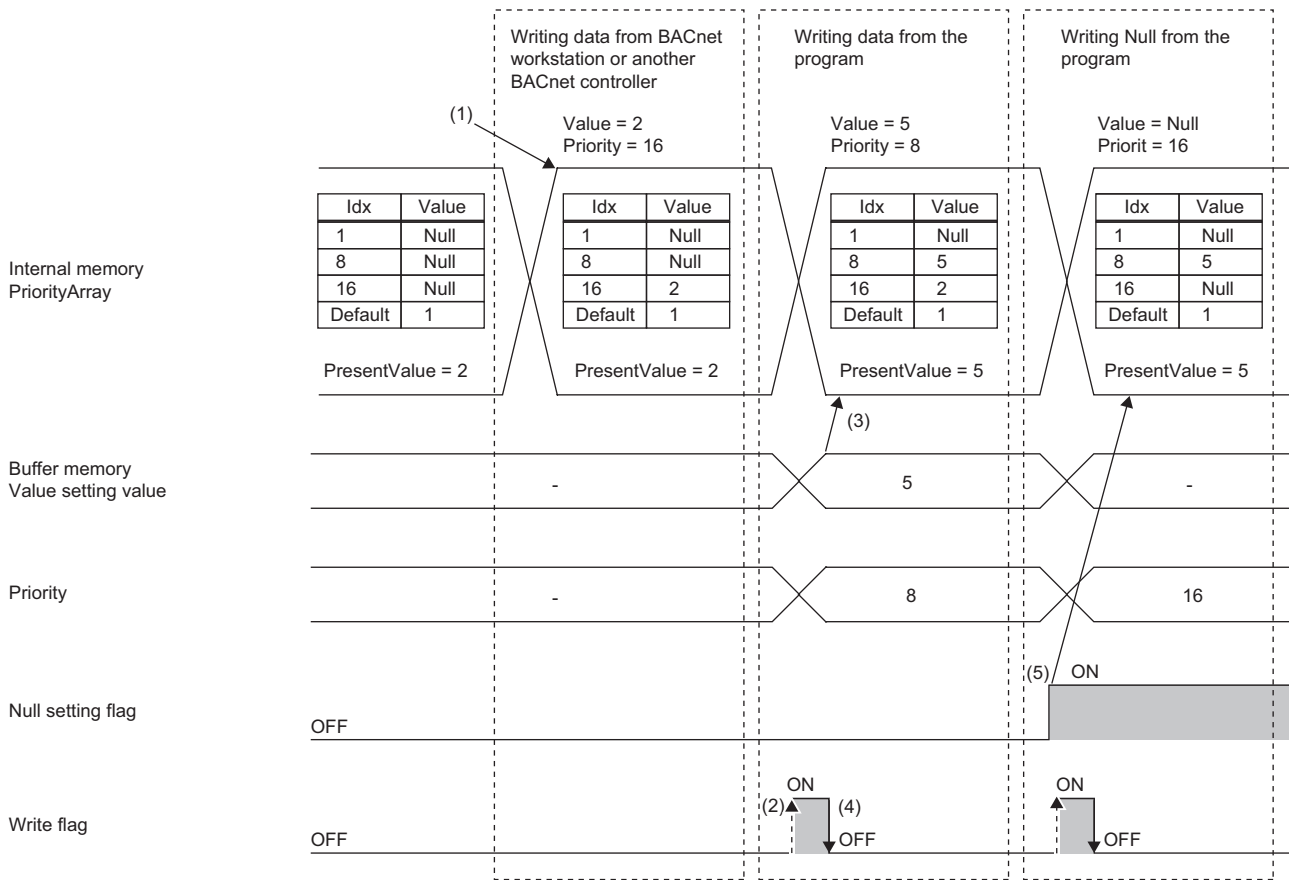 Writing data from BACnet
workstation or another
BACnet controller
Writing data from the
program
Writing Null from the
program
(1)
Value = 2
Priority = 16
Value = 5
Priority = 8
Value = Null
Priorit = 16
Internal memory
PriorityArray
Idx Value
1 Null
8 Null
16 Null
Default 1
PresentValue = 2
Idx Value
1 Null
8 Null
16 2
Default 1
PresentValue = 2
Idx Value
1 Null
8 5
16 2
Default 1
PresentValue = 5
Idx Value
1 Null
8 5
16 Null
Default 1
PresentValue = 5
(3)
Buffer memory
Value setting value
-
5
-
Priority
-
8
16
Null setting flag
OFF
(5)
ON
Write flag
OFF
ON
(2)
(4)
OFF
ON
OFF